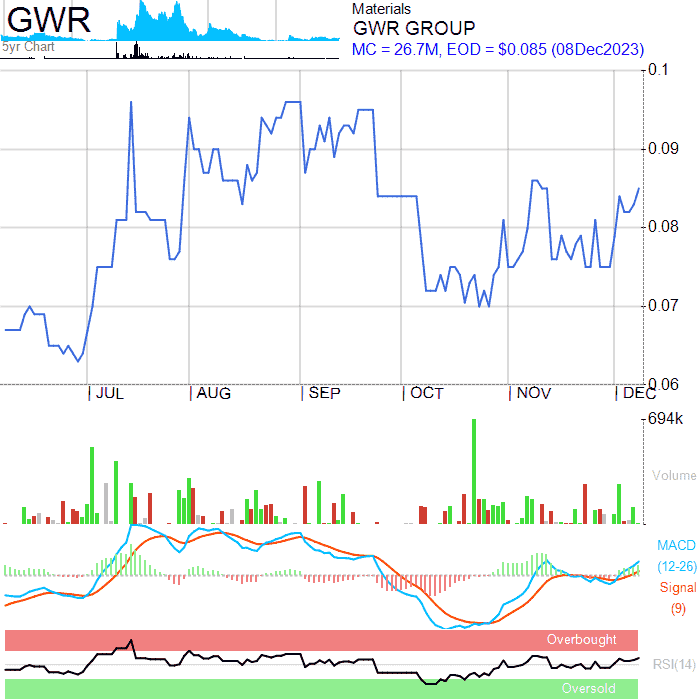 GWR
5yr Chart
Materials
GWR GROUP
MC = 26.7M, EOD = $0.085 (08Dec2023)
0.1
0.09
0.08
0.07
0.06
JUL AUG SEP OCT NOV DEC
694k
Volume
MACD
(12-26)
Signal
(9)
Overbought
RSI(14)
Oversold